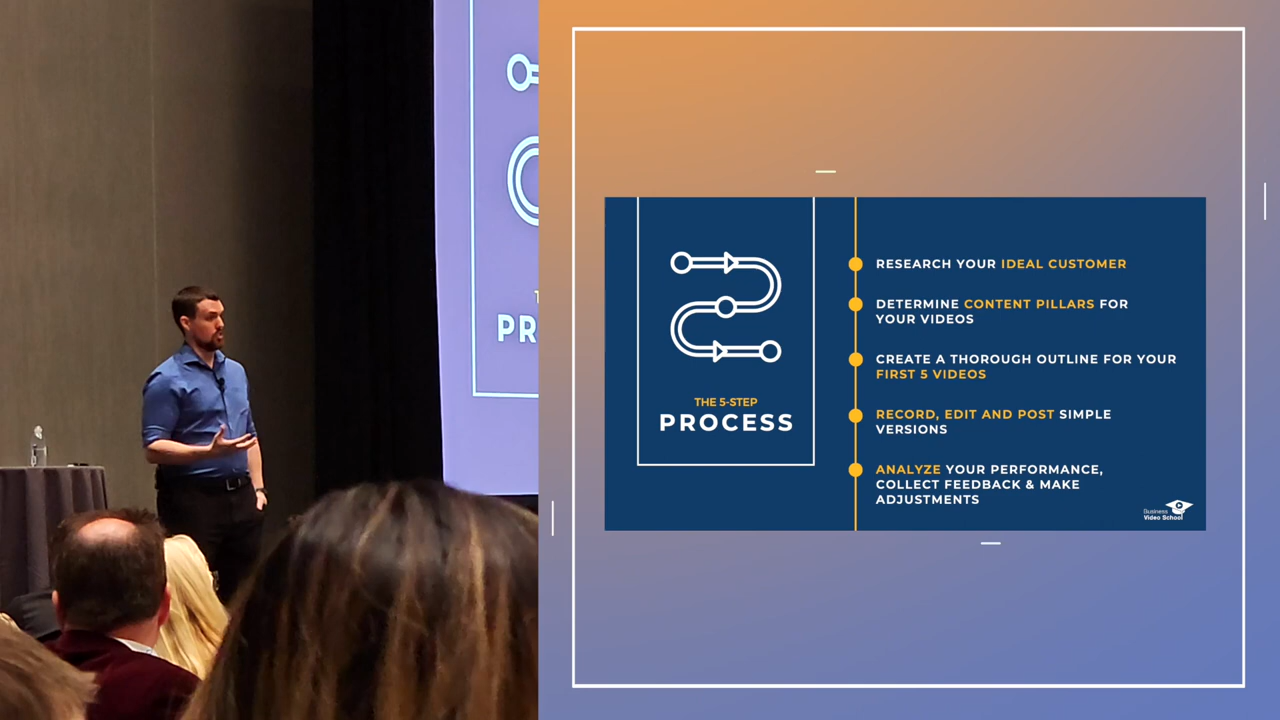 PR
THE 5-STEP
PROCESS
RESEARCH YOUR IDEAL CUSTOMER
DETERMINE CONTENT PILLARS FOR
YOUR VIDEOS
CREATE A THOROUGH OUTLINE FOR YOUR
FIRST 5 VIDEOS
RECORD, EDIT AND POST SIMPLE
VERSIONS
ANALYZE YOUR PERFORMANCE,
COLLECT FEEDBACK & MAKE
ADJUSTMENTS
Business
Video School